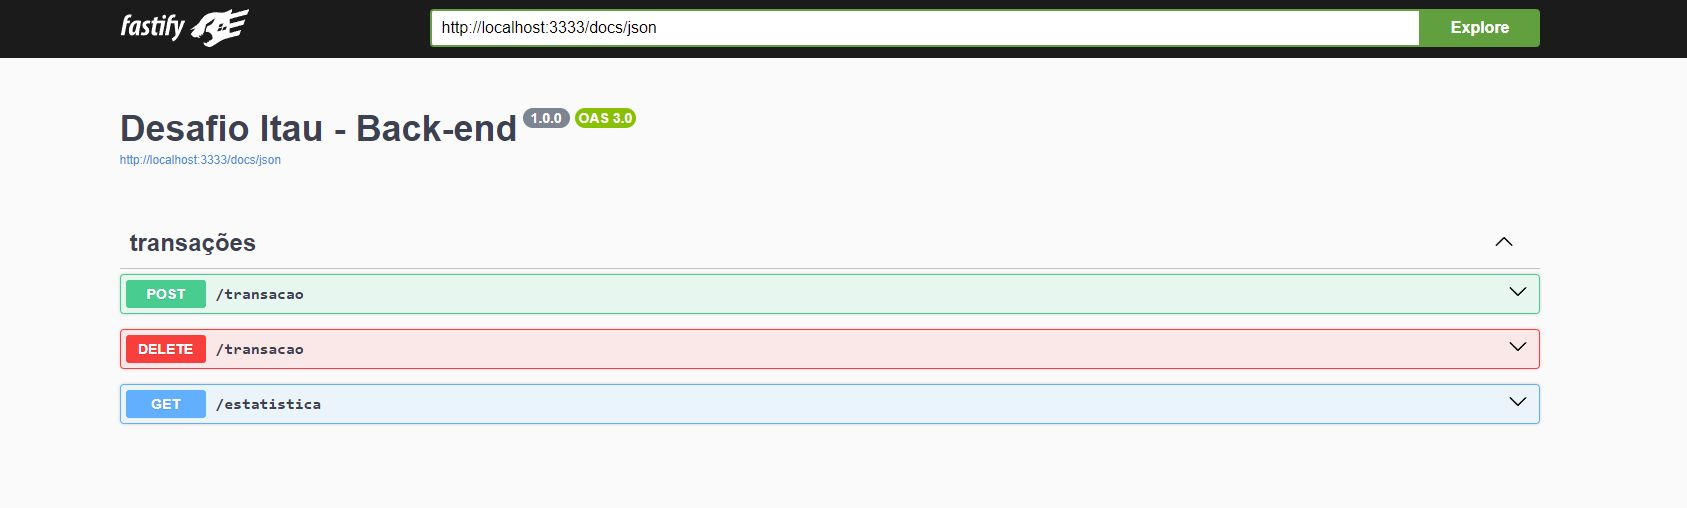 fastify
http://localhost:3333/docs/json Explore
Desafio Itau - Back-end 1.0.0 OAS 3.0
http://localhost:3333/docs/json
transações
POST /transacao
DELETE /transacao
GET /estatistica